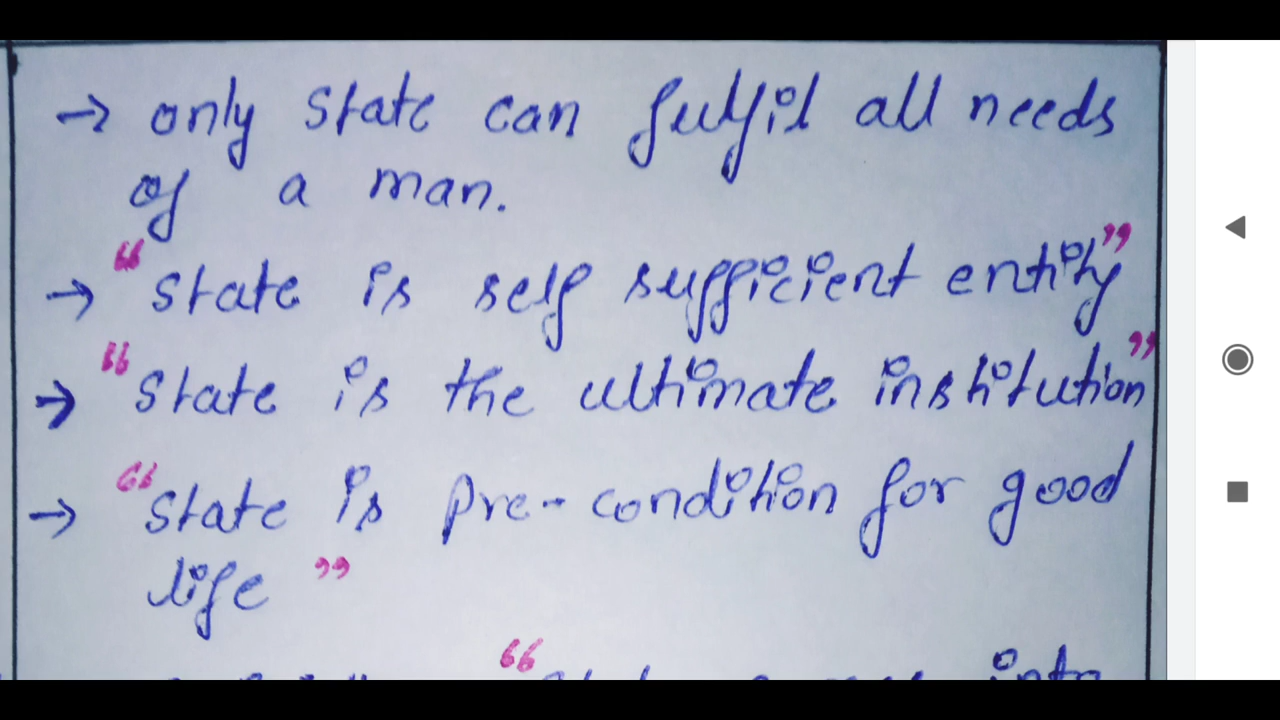 → only state can fulfil all needs
of a man.
→ "state is self sufficient entity"
→ "state is the ultimate institution"
→ "state is pre-condition for good
life"
"
into